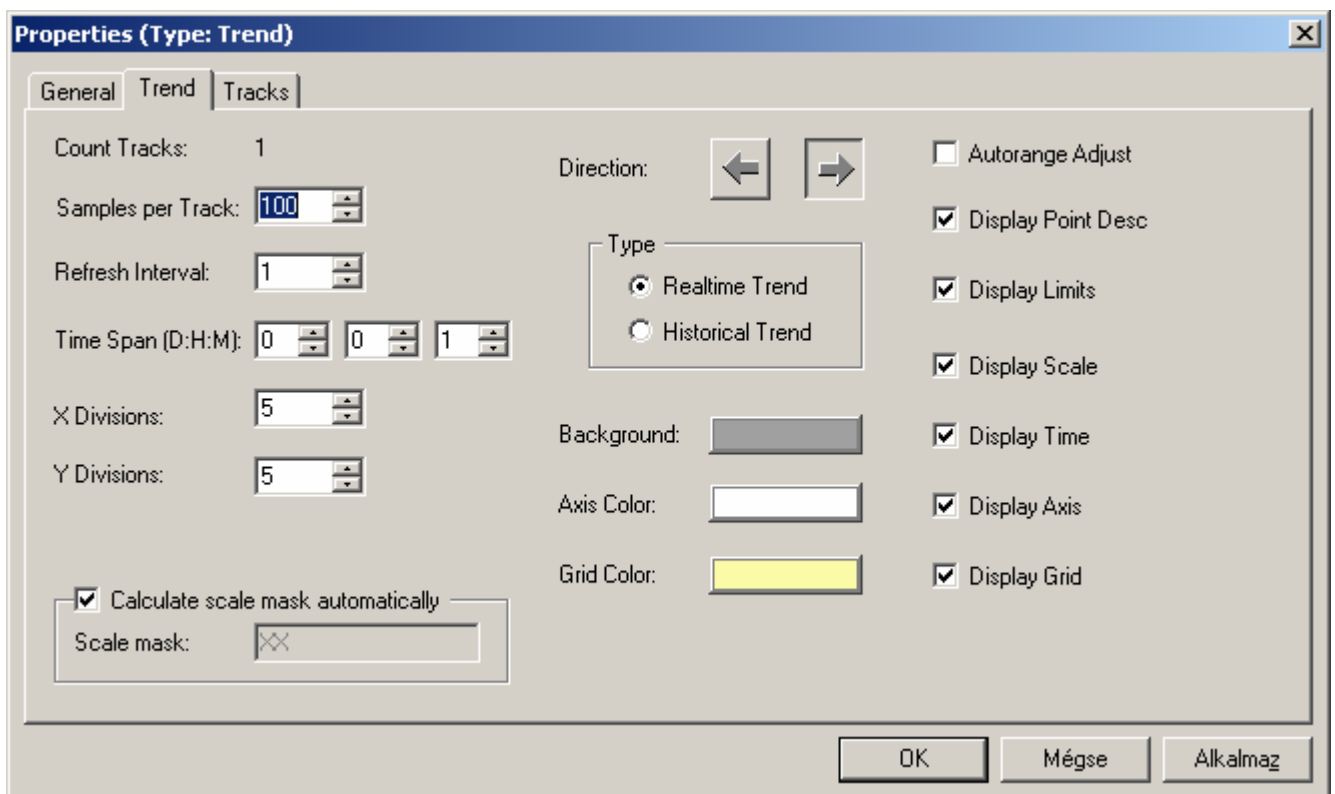 Properties (Type: Trend)
General Trend Tracks
Count Tracks: 1
Samples per Track: 100
Refresh Interval: 1
Time Span (D:H:M): 0 0 1
X Divisions: 5
Y Divisions: 5
Calculate scale mask automatically
Scale mask: XX
Direction:
Type
Realtime Trend
Historical Trend
Background:
Axis Color:
Grid Color:
Autorange Adjust
Display Point Desc
Display Limits
Display Scale
Display Time
Display Axis
Display Grid
OK Mégse Alkalmaz